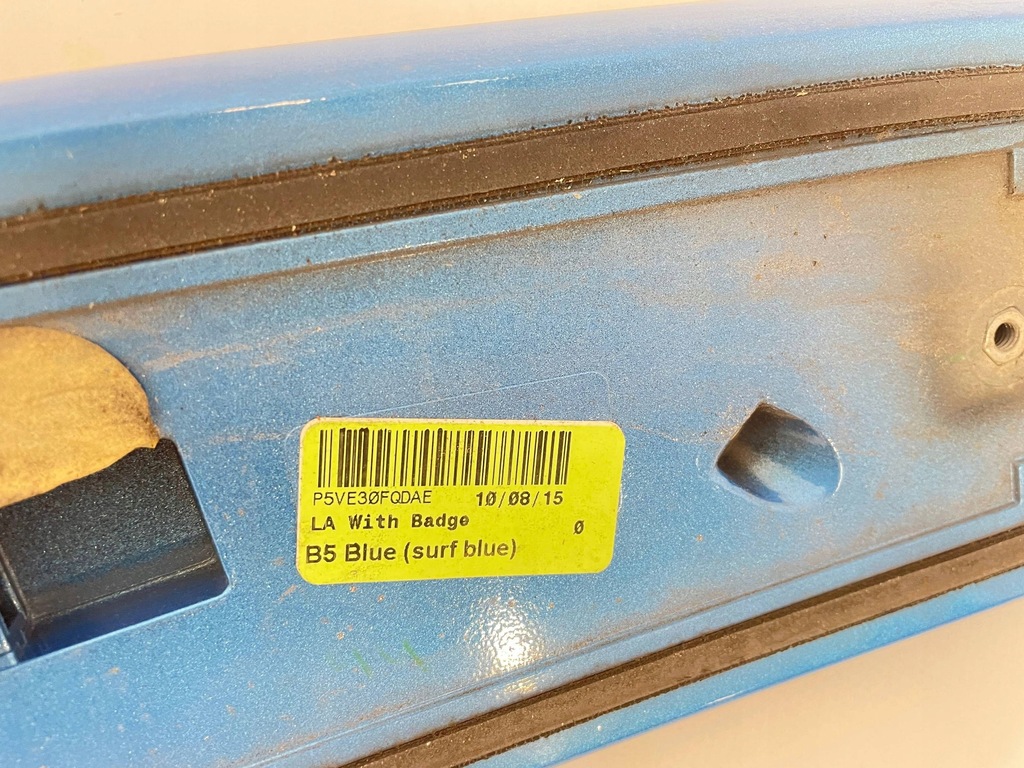 P5VE30FQDAE 10/08/15
LA With Badge 0
B5 Blue (surf blue)